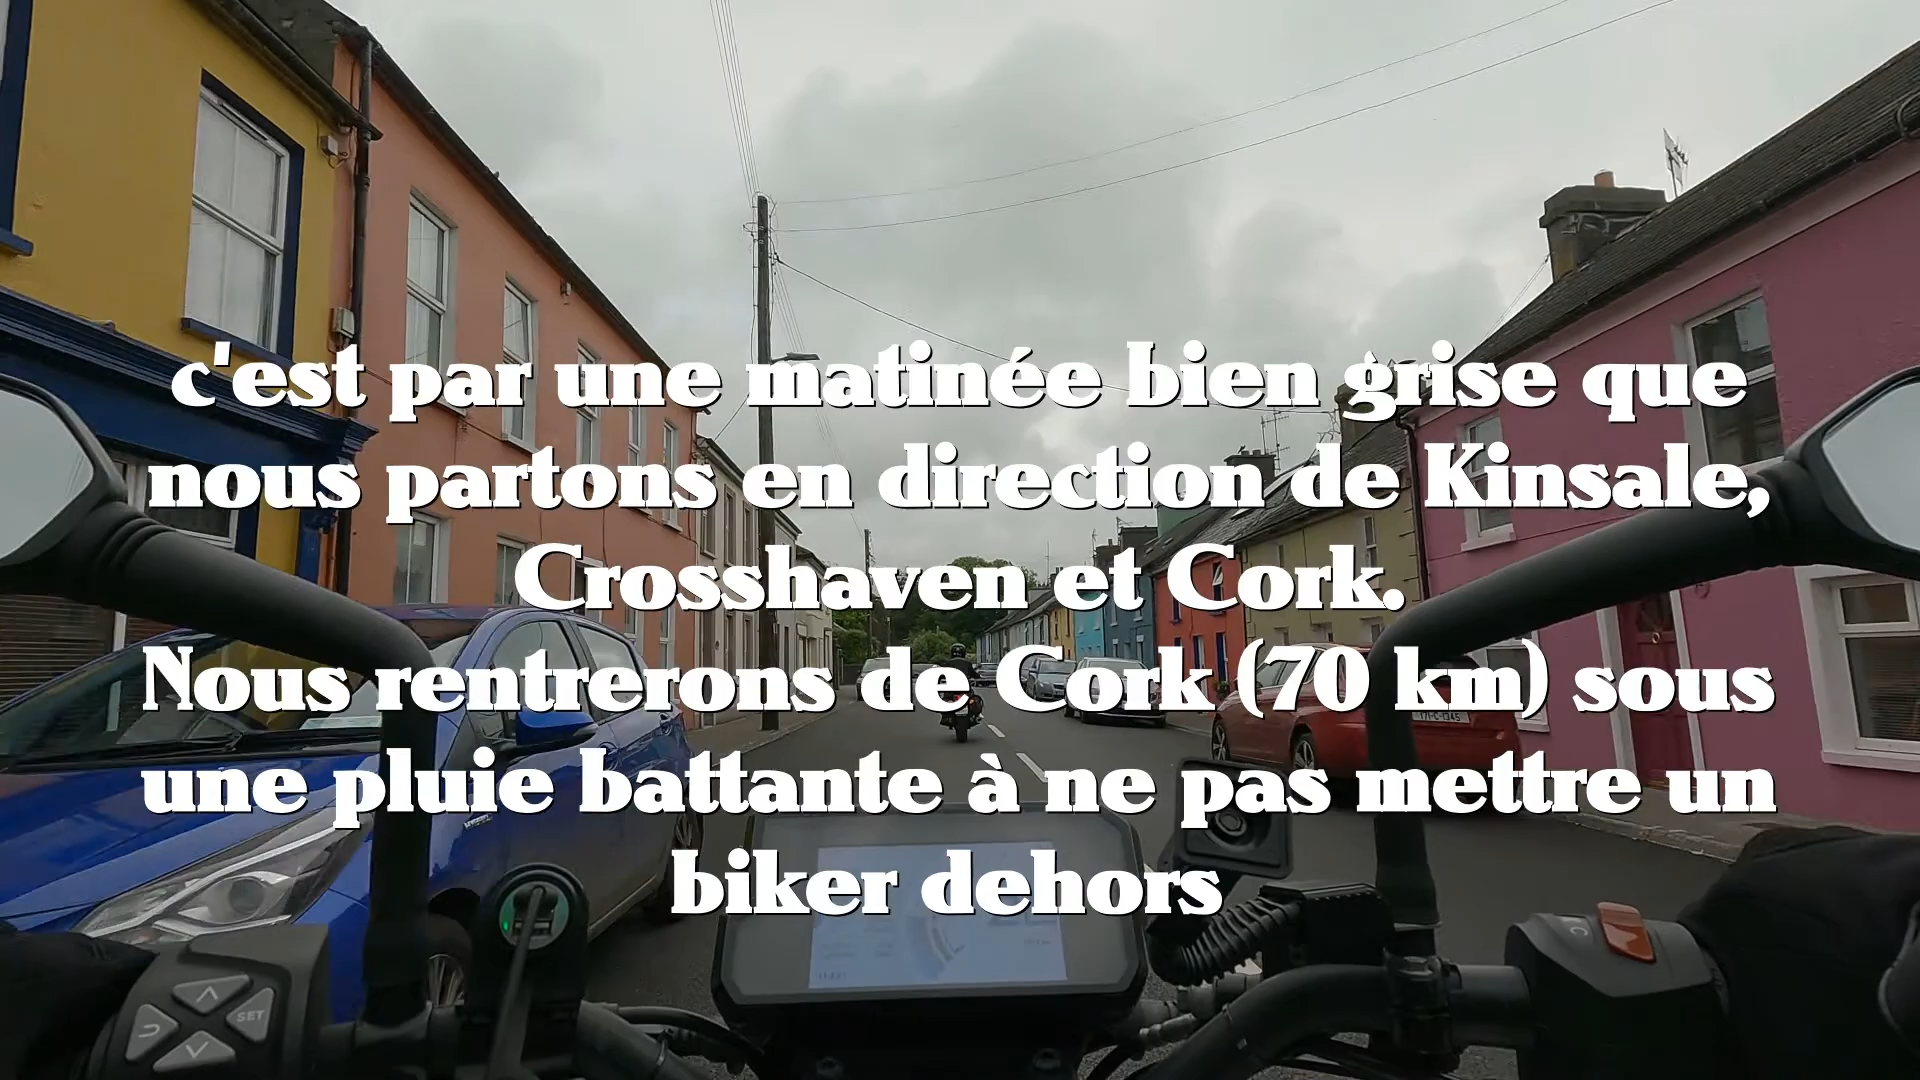 c'est par une matinée bien grise que
nous partons en direction de Kinsale,
Crosshaven et Cork.
Nous rentrerons de Cork (70 km) sous
une pluie battante à ne pas mettre un
biker dehors
SET